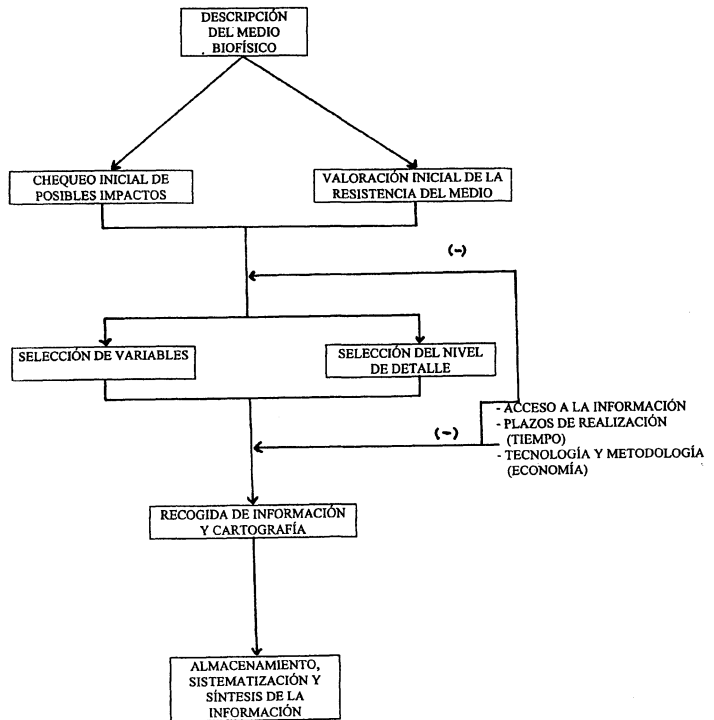 DESCRIPCIÓN
DEL MEDIO
BIOFÍSICO
CHEQUEO INICIAL DE
POSIBLES IMPACTOS
VALORACIÓN INICIAL DE LA
RESISTENCIA DEL MEDIO
(-)
SELECCIÓN DE VARIABLES
SELECCIÓN DEL NIVEL
DE DETALLE
(-)
- ACCESO A LA INFORMACIÓN
- PLAZOS DE REALIZACIÓN
(TIEMPO)
- TECNOLOGÍA Y METODOLOGÍA
(ECONOMÍA)
RECOGIDA DE INFORMACIÓN
Y CARTOGRAFÍA
ALMACENAMIENTO,
SISTEMATIZACIÓN Y
SÍNTESIS DE LA
INFORMACIÓN